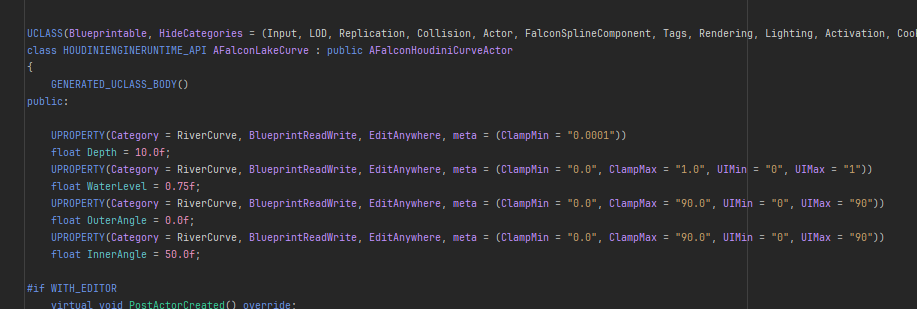 UCLASS(Blueprintable, HideCategories = (Input, LOD, Replication, Collision, Actor, FalconSplineComponent, Tags, Rendering, Lighting, Activation, Coo
class HOUDINIENGINERUNTIME_API AFalconLakeCurve : public AFalconHoudiniCurveActor
{
GENERATED_UCLASS_BODY()
public:
UPROPERTY(Category = RiverCurve, BlueprintReadWrite, EditAnywhere, meta = (ClampMin = "0.0001"))
float Depth = 10.0f;
UPROPERTY(Category = RiverCurve, BlueprintReadWrite, EditAnywhere, meta = (ClampMin = "0.0", ClampMax = "1.0", UIMin = "0", UIMax = "1"))
float WaterLevel = 0.75f;
UPROPERTY(Category = RiverCurve, BlueprintReadWrite, EditAnywhere, meta = (ClampMin = "0.0", ClampMax = "90.0", UIMin = "0", UIMax = "90"))
float OuterAngle = 0.0f;
UPROPERTY(Category = RiverCurve, BlueprintReadWrite, EditAnywhere, meta = (ClampMin = "0.0", ClampMax = "90.0", UIMin = "0", UIMax = "90"))
float InnerAngle = 50.0f;
#if WITH_EDITOR
virtual void PostActorCreated() override;